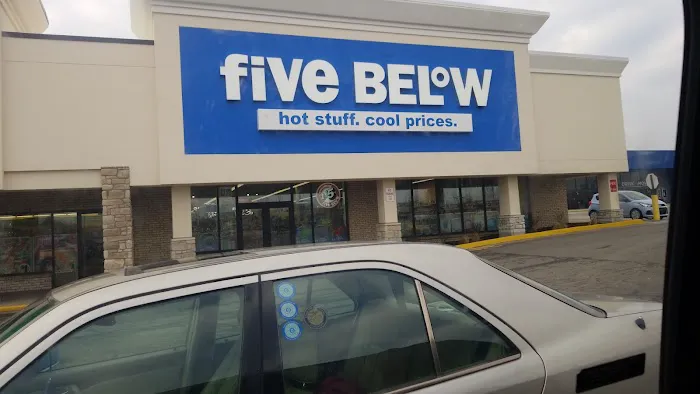 five BELOW
hot stuff. cool prices.